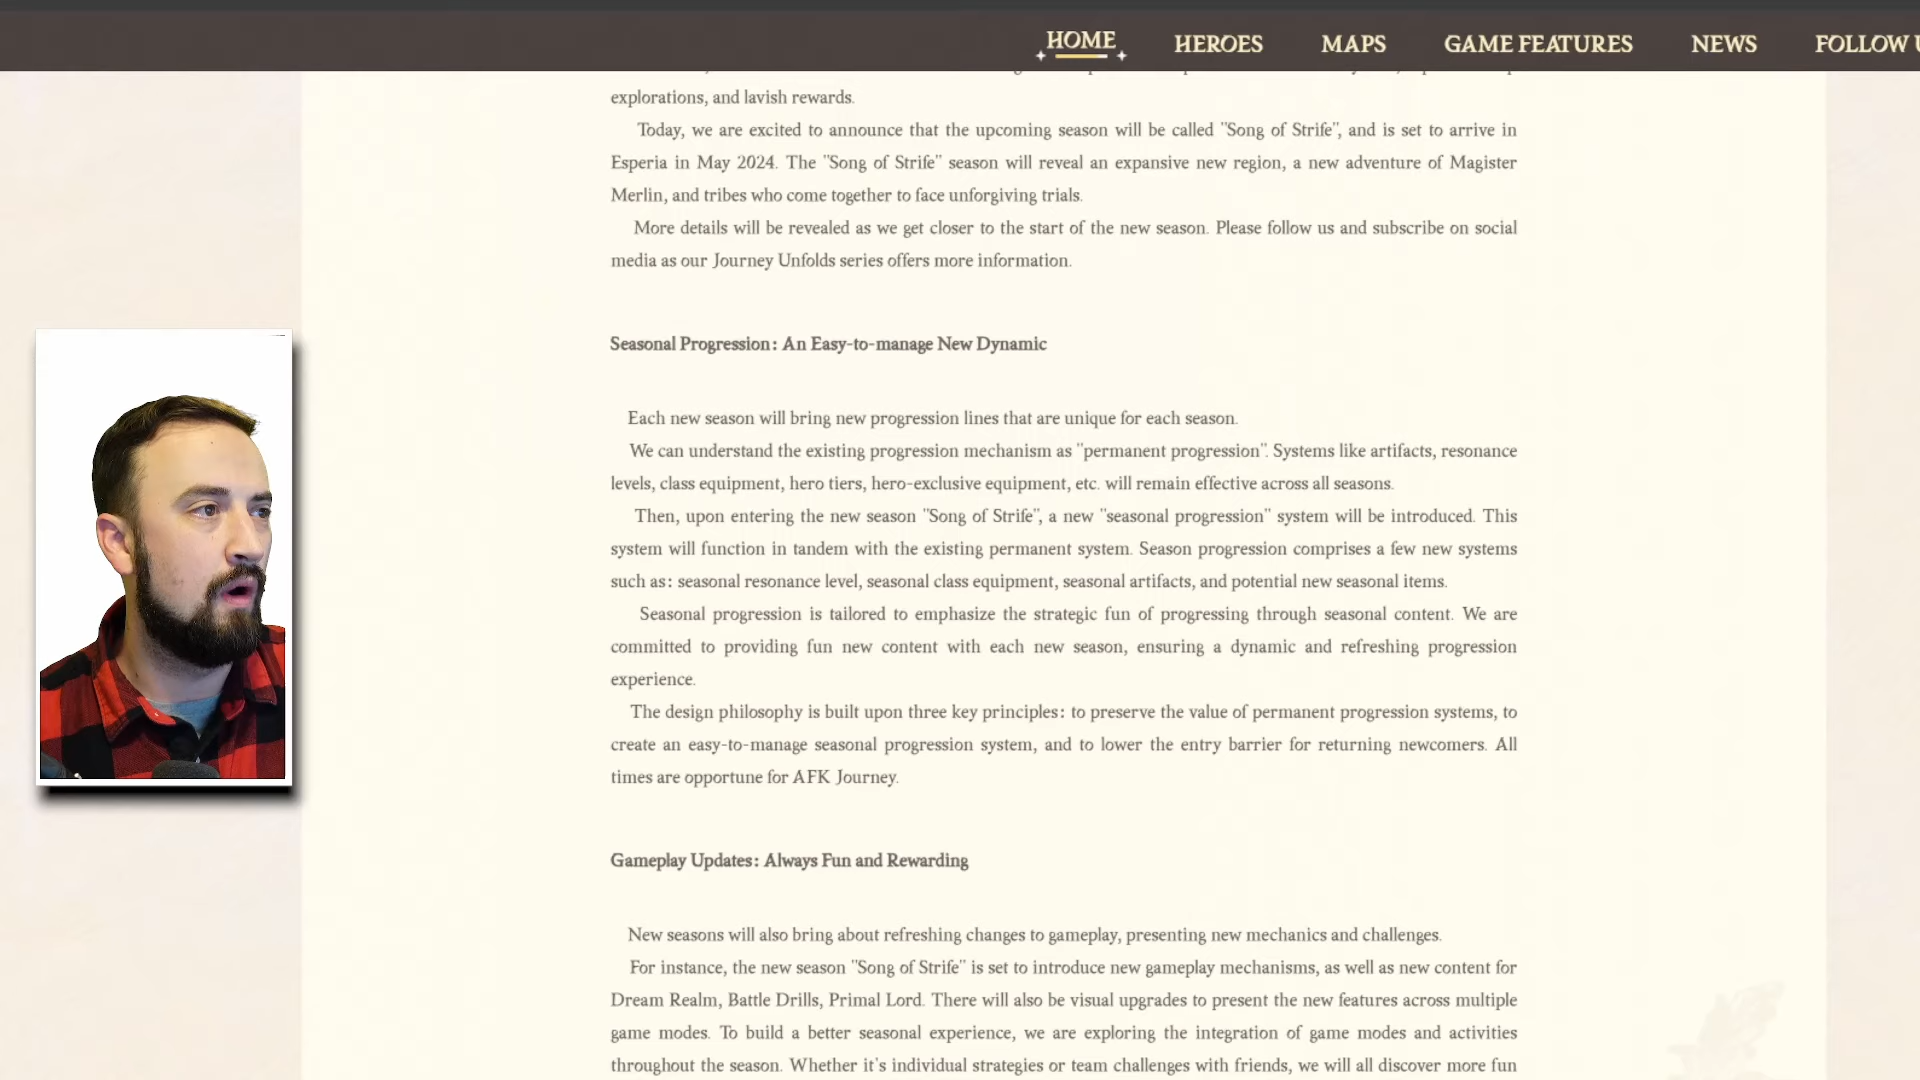 HOME HEROES MAPS GAME FEATURES NEWS FOLLOW
explorations, and lavish rewards.
Today, we are excited to announce that the upcoming season will be called "Song of Strife", and is set to arrive in
Esperia in May 2024. The "Song of Strife" season will reveal an expansive new region, a new adventure of Magister
Merlin, and tribes who come together to face unforgiving trials.
More details will be revealed as we get closer to the start of the new season. Please follow us and subscribe on social
media as our Journey Unfolds series offers more information.
Seasonal Progression: An Easy-to-manage New Dynamic
Each new season will bring new progression lines that are unique for each season.
We can understand the existing progression mechanism as "permanent progression". Systems like artifacts, resonance
levels, class equipment, hero tiers, hero-exclusive equipment, etc. will remain effective across all seasons.
Then, upon entering the new season "Song of Strife", a new "seasonal progression" system will be introduced. This
system will function in tandem with the existing permanent system. Season progression comprises a few new systems
such as: seasonal resonance level, seasonal class equipment, seasonal artifacts, and potential new seasonal items.
Seasonal progression is tailored to emphasize the strategic fun of progressing through seasonal content. We are
committed to providing fun new content with each new season, ensuring a dynamic and refreshing progression
experience.
The design philosophy is built upon three key principles: to preserve the value of permanent progression systems, to
create an easy-to-manage seasonal progression system, and to lower the entry barrier for returning newcomers. All
times are opportune for AFK Journey.
Gameplay Updates: Always Fun and Rewarding
New seasons will also bring about refreshing changes to gameplay, presenting new mechanics and challenges.
For instance, the new season "Song of Strife" is set to introduce new gameplay mechanisms, as well as new content for
Dream Realm, Battle Drills, Primal Lord. There will also be visual upgrades to present the new features across multiple
game modes. To build a better seasonal experience, we are exploring the integration of game modes and activities
throughout the season. Whether it's individual strategies or team challenges with friends, we will all discover more fun